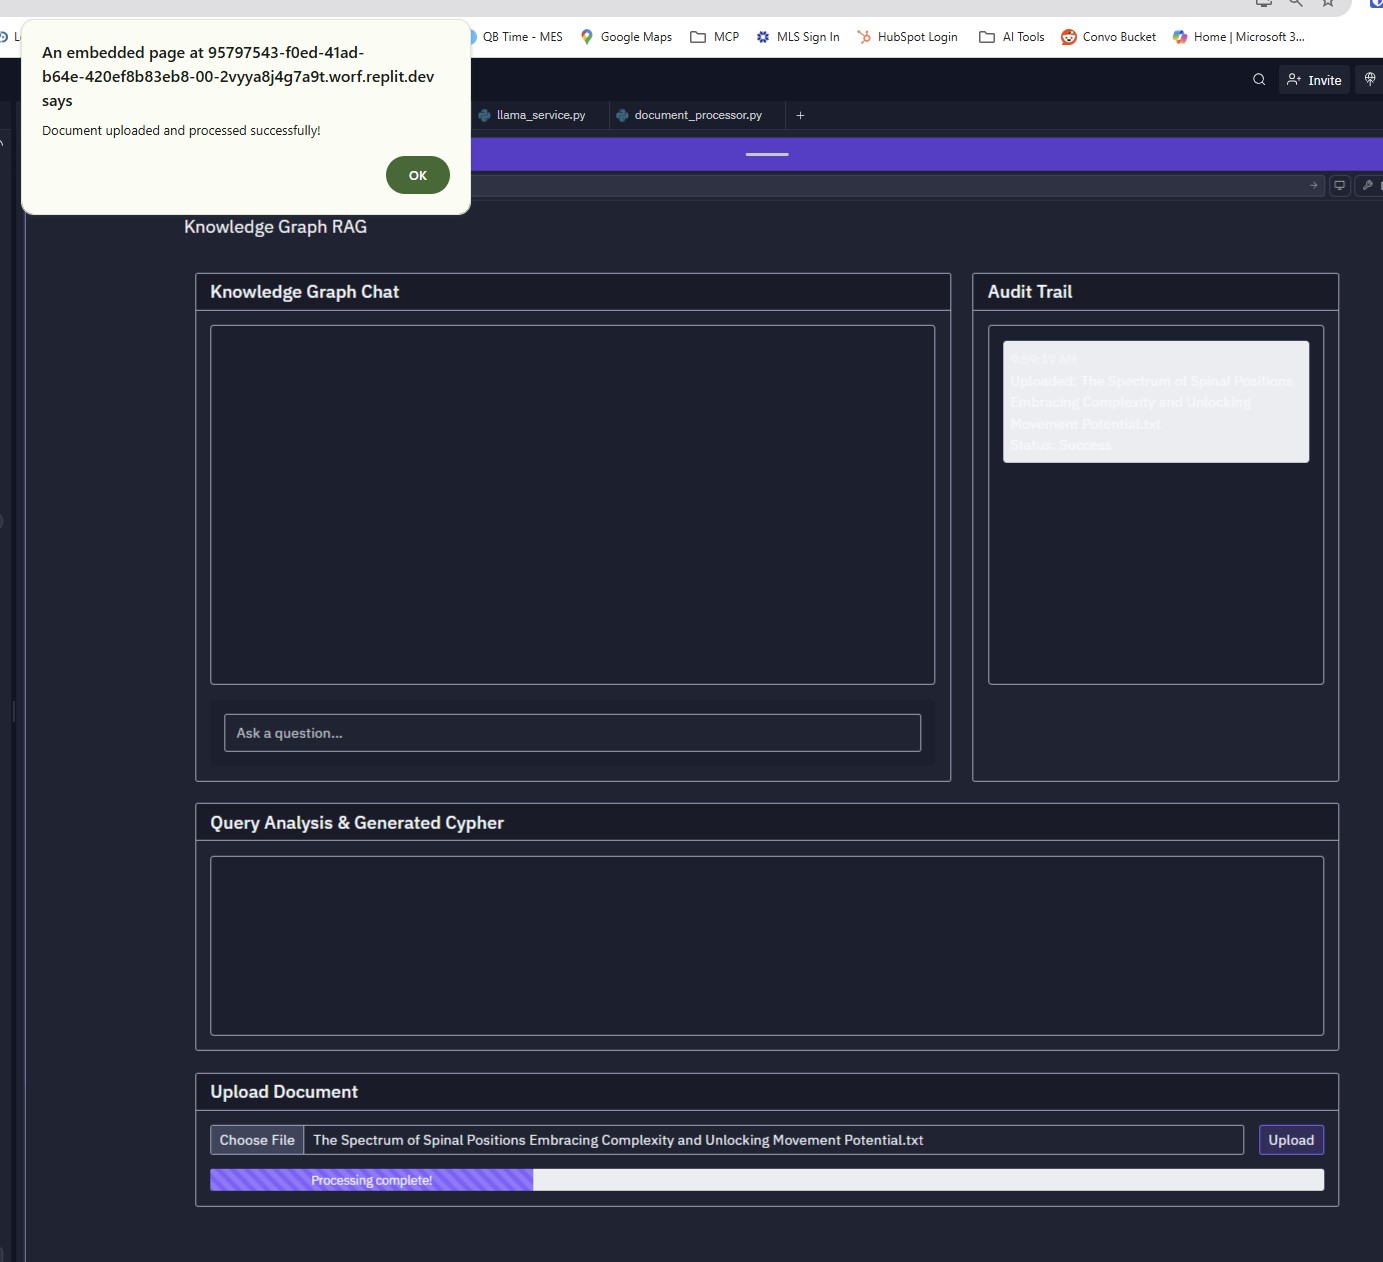 QB Time - MES
Google Maps
MCP
MLS Sign In
HubSpot Login
AI Tools
Convo Bucket
Home | Microsoft 3...
An embedded page at 95797543-f0ed-41ad-
b64e-420ef8b83eb8-00-2vyya8j4g7a9t.worf.replit.dev
says
Document uploaded and processed successfully!
OK
Invite
llama_service.py
document_processor.py
+
Knowledge Graph RAG
Knowledge Graph Chat
Ask a question...
Audit Trail
Uploaded: The Spectrum of Spinal Positions
Embracing Complexity and Unlocking
Movement Potential.txt
Status: Success
Query Analysis & Generated Cypher
Upload Document
Choose File
The Spectrum of Spinal Positions Embracing Complexity and Unlocking Movement Potential.txt
Upload
Processing complete!